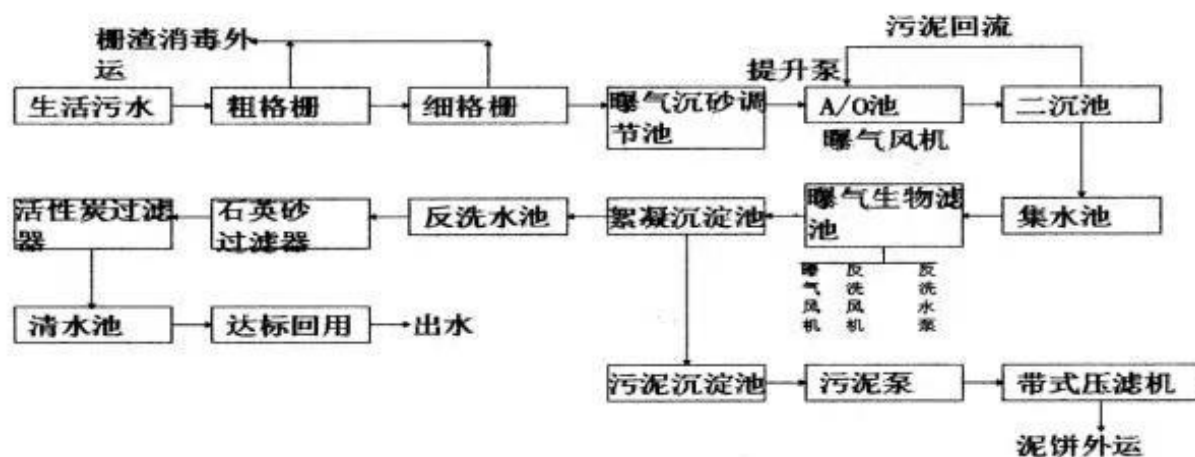 栅渣消毒外
运
污泥回流
提升泵
生活污水
粗格栅
细格栅
曝气沉砂调
节池
A/O池
二沉池
曝气风机
活性炭过滤
器
石英砂
过滤器
反洗水池
絮凝沉淀池
曝气生物滤
池
集水池
曝气风机
反洗风机
反洗水泵
清水池
达标回用
出水
污泥沉淀池
污泥泵
带式压滤机
泥饼外运